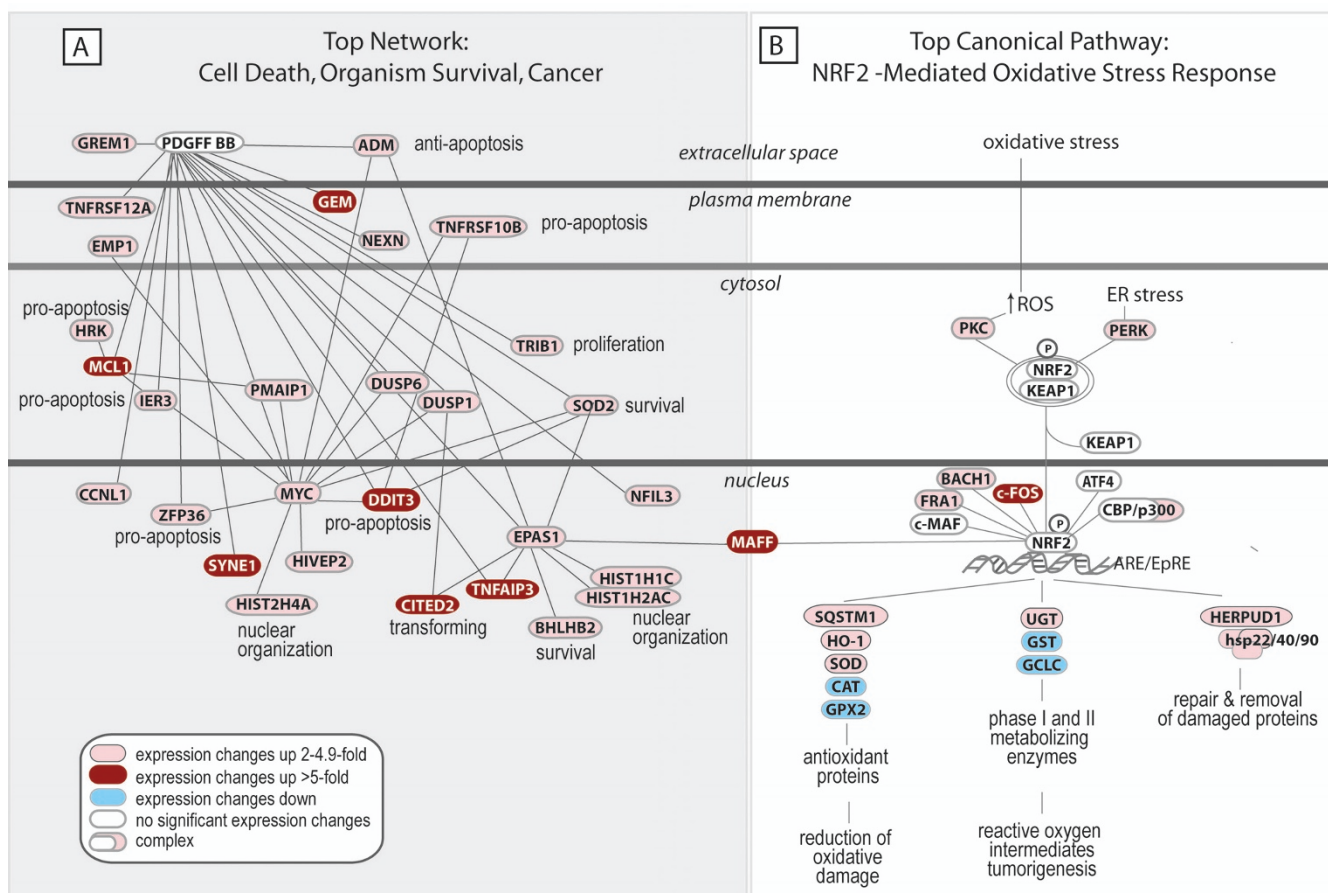 A
Top Network:
Cell Death, Organism Survival, Cancer
GREM1
PDGFF BB
ADM
anti-apoptosis
TNFRSF12A
GEM
EMP1
NEXN
TNFRSF10B
pro-apoptosis
pro-apoptosis
HRK
MCL1
TRIB1
proliferation
pro-apoptosis
IER3
PMAIP1
DUSP6
DUSP1
SOD2
survival
CCNL1
ZFP36
pro-apoptosis
MYC
DDIT3
pro-apoptosis
NFIL3
SYNE1
HIVEP2
EPAS1
HIST2H4A
nuclear
organization
CITED2
transforming
TNFAIP3
HIST1H1C
HIST1H2AC
nuclear
organization
BHLHB2
survival
MAFF
expression changes up 2-4.9-fold
expression changes up >5-fold
expression changes down
no significant expression changes
complex
extracellular space
plasma membrane
cytosol
nucleus
B
Top Canonical Pathway:
NRF2 -Mediated Oxidative Stress Response
oxidative stress
↑ROS
ER stress
PKC
PERK
P
NRF2
KEAP1
KEAP1
BACH1
c-FOS
ATF4
FRA1
CBP/p300
c-MAF
P
NRF2
ARE/EpRE
SQSTM1
HO-1
SOD
CAT
GPX2
antioxidant
proteins
reduction of
oxidative
damage
UGT
GST
GCLC
phase I and II
metabolizing
enzymes
reactive oxygen
intermediates
tumorigenesis
HERPUD1
hsp22/40/90
repair & removal
of damaged proteins